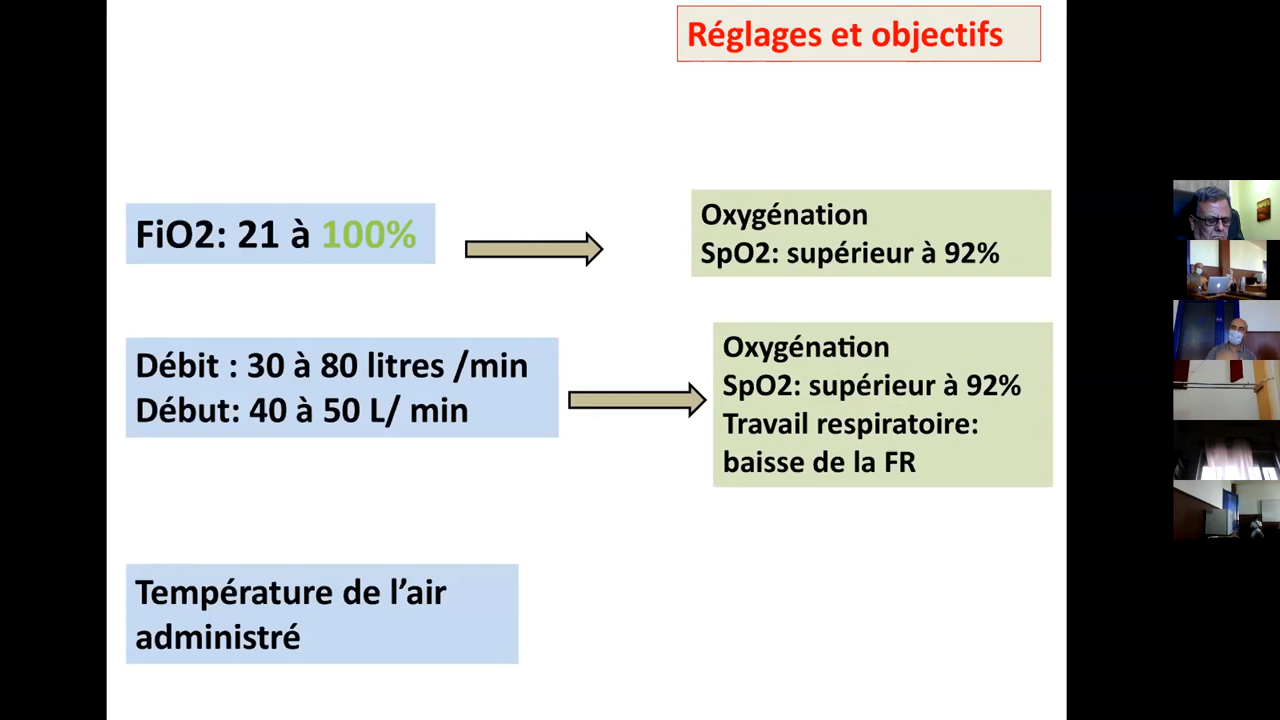 Réglages et objectifs
FiO2: 21 à 100%
Oxygénation
SpO2: supérieur à 92%
Débit : 30 à 80 litres /min
Début: 40 à 50 L/ min
Oxygénation
SpO2: supérieur à 92%
Travail respiratoire:
baisse de la FR
Température de l’air
administré